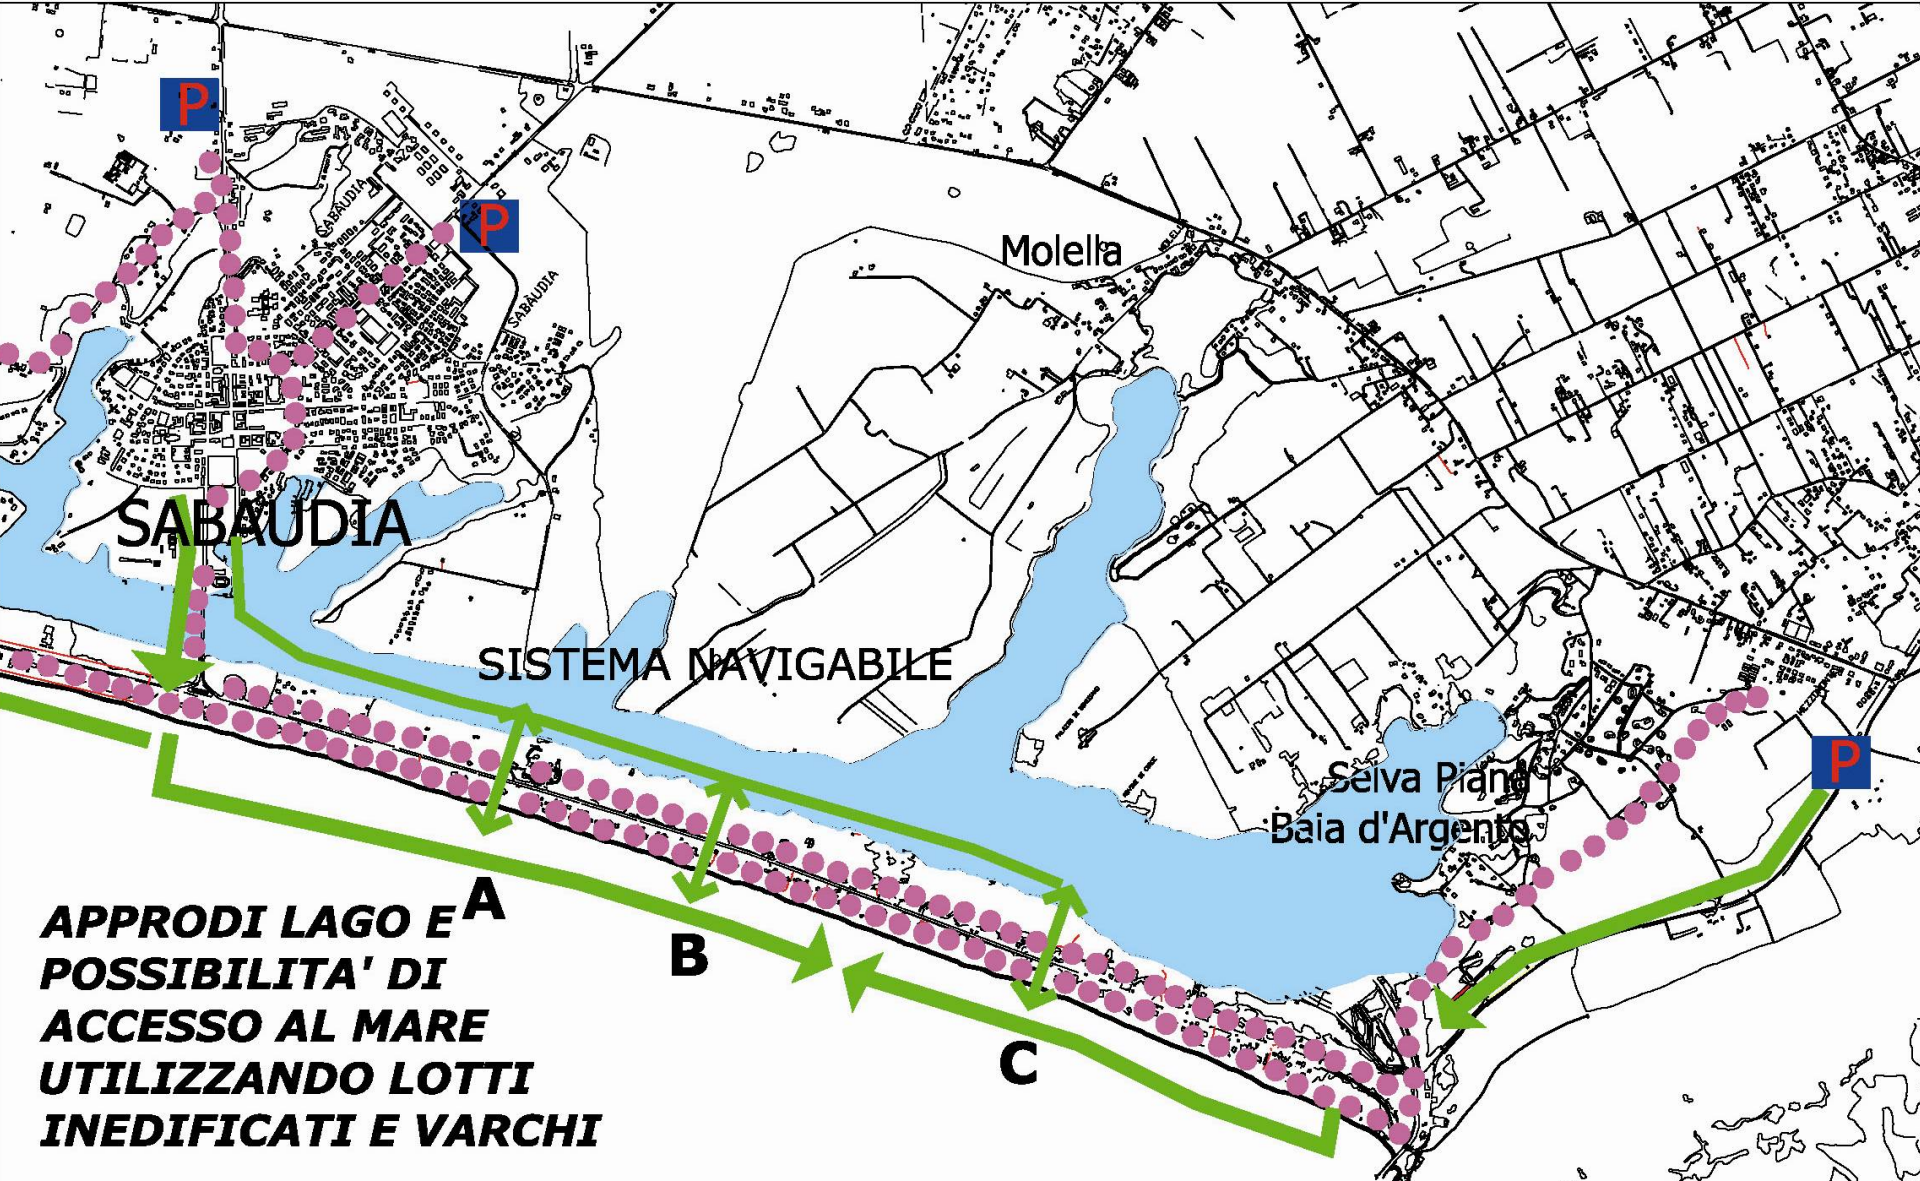 P
SABAUDIA
P
Molella
SABAUDIA
SABAUDIA
SISTEMA NAVIGABILE
Selva Piana
Baia d'Argento
P
A
B
C
APPRODI LAGO E
POSSIBILITA' DI
ACCESSO AL MARE
UTILIZZANDO LOTTI
INEDIFICATI E VARCHI